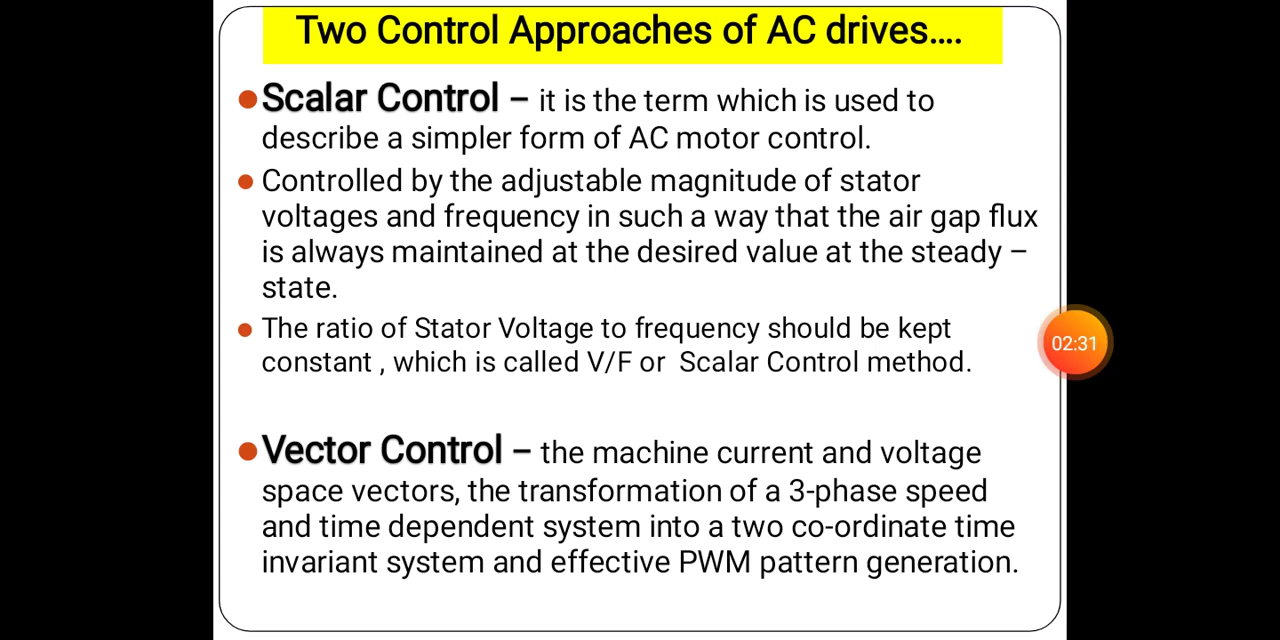 Two Control Approaches of AC drives....
Scalar Control – it is the term which is used to
describe a simpler form of AC motor control.
Controlled by the adjustable magnitude of stator
voltages and frequency in such a way that the air gap flux
is always maintained at the desired value at the steady –
state.
The ratio of Stator Voltage to frequency should be kept
constant , which is called V/F or Scalar Control method.
02:31
Vector Control – the machine current and voltage
space vectors, the transformation of a 3-phase speed
and time dependent system into a two co-ordinate time
invariant system and effective PWM pattern generation.